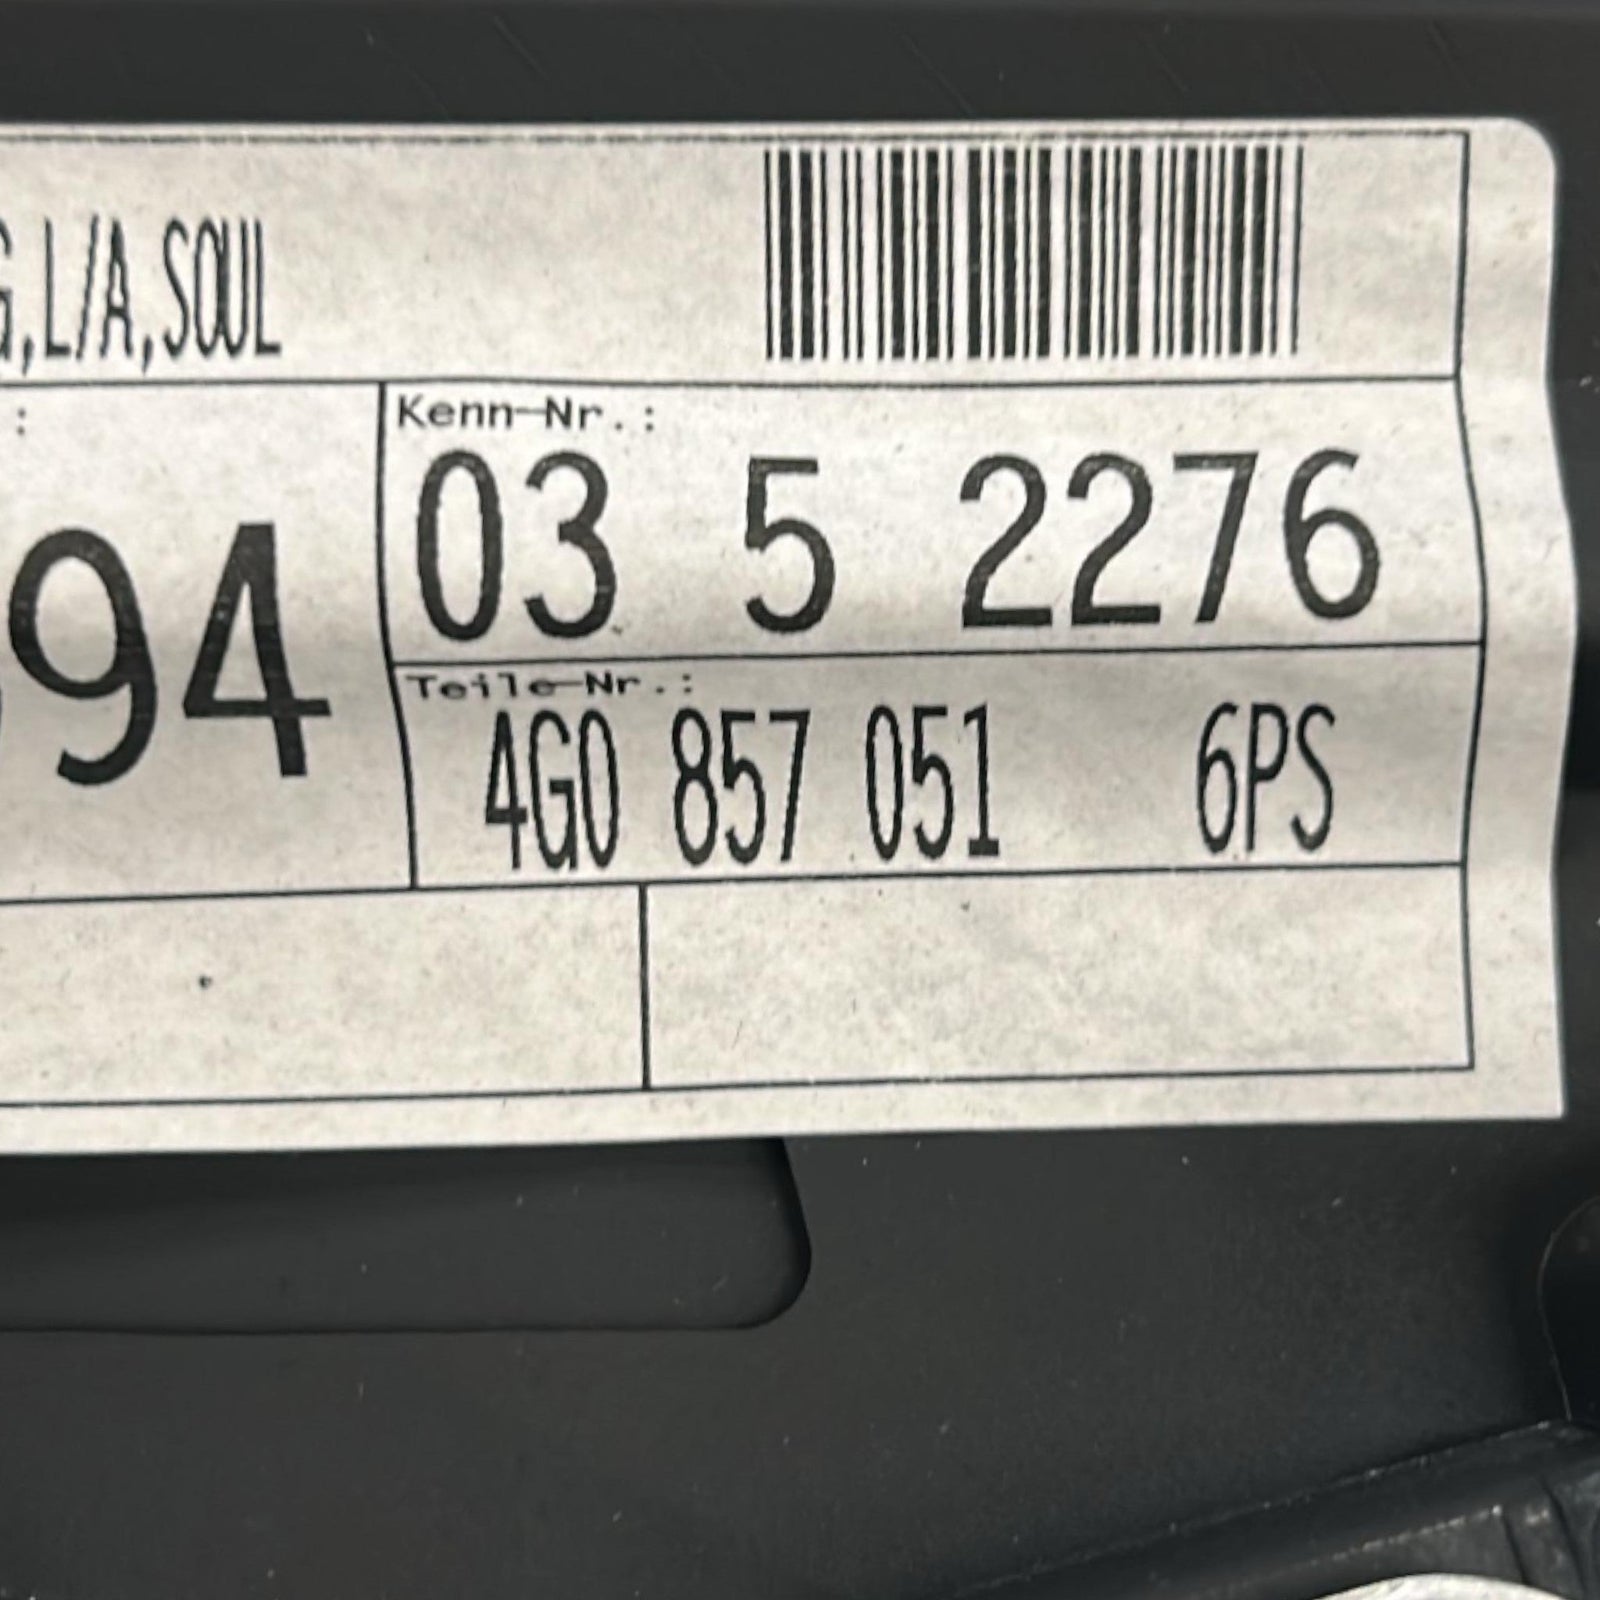 ,L/A,SOUL
:
Kenn-Nr.:
94
03 5 2276
Teile-Nr.:
4G0 857 051 6PS